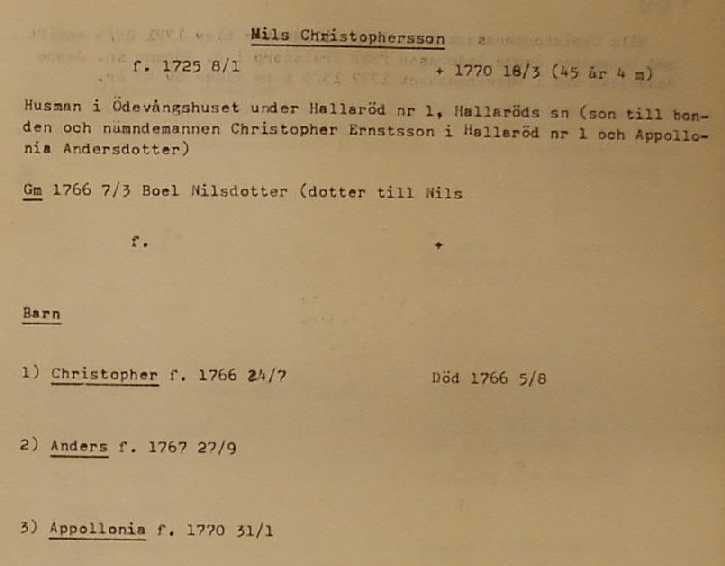 Nils Christophersson
f. 1725 8/1 + 1770 18/3 (45 år 4 m)
Husman i Ödevångshuset under Hallaröd nr 1, Hallaröds sn (son till bon-
den och nämndemannen Christopher Ernstsson i Hallaröd nr 1 och Appollo-
nia Andersdotter)
Gm 1766 7/3 Boel Nilsdotter (dotter till Nils
f. +
Barn
1) Christopher f. 1766 24/7 Död 1766 5/8
2) Anders f. 1767 27/9
3) Appollonia f. 1770 31/1